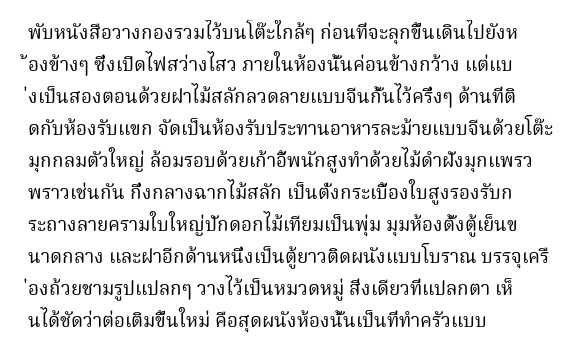 พับหนังสือวางกองรวมไว้บนโต๊ะใกล้ๆ ก่อนที่จะลุกขึ้นเดินไปยังห
้องข้างๆ ซึ่งเปิดไฟสว่างไสว ภายในห้องนั้นค่อนข้างกว้าง แต่แบ
่งเป็นสองตอนด้วยฝาไม้สลักลวดลายแบบจีนกั้นไว้ครึ่งๆ ด้านที่ติ
ดกับห้องรับแขก จัดเป็นห้องรับประทานอาหารละม้ายแบบจีนด้วยโต๊ะ
มุกกลมตัวใหญ่ ล้อมรอบด้วยเก้าอี้พนักสูงทำด้วยไม้ดำฝังมุกแพรว
พราวเช่นกัน กึ่งกลางฉากไม้สลัก เป็นตั่งกระเบื้องใบสูงรองรับก
ระถางลายครามใบใหญ่ปักดอกไม้เทียมเป็นพุ่ม มุมห้องตั้งตู้เย็นข
นาดกลาง และฝาอีกด้านหนึ่งเป็นตู้ยาวติดผนังแบบโบราณ บรรจุเครื
่องถ้วยชามรูปแปลกๆ วางไว้เป็นหมวดหมู่ สิ่งเดียวที่แปลกตา เห็
นได้ชัดว่าต่อเติมขึ้นใหม่ คือสุดผนังห้องนั้นเป็นที่ทำครัวแบบ